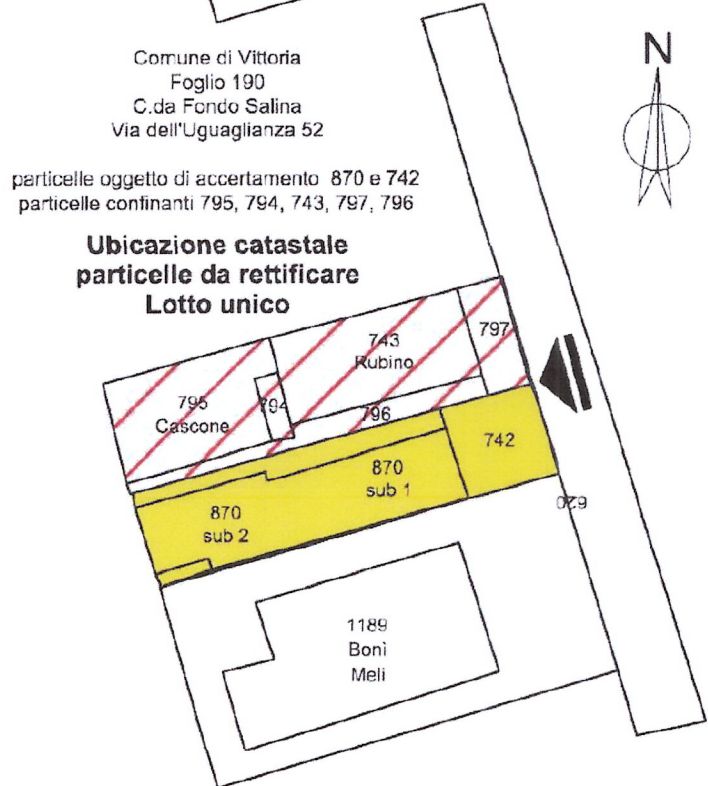 Comune di Vittoria
Foglio 190
C.da Fondo Salina
Via dell'Uguaglianza 52
N
particelle oggetto di accertamento 870 e 742
particelle confinanti 795, 794, 743, 797, 796
Ubicazione catastale
particelle da rettificare
Lotto unico
797
743
Rubino
795
Cascone
794
796
742
870
sub 1
870
sub 2
620
1189
Bonì
Meli